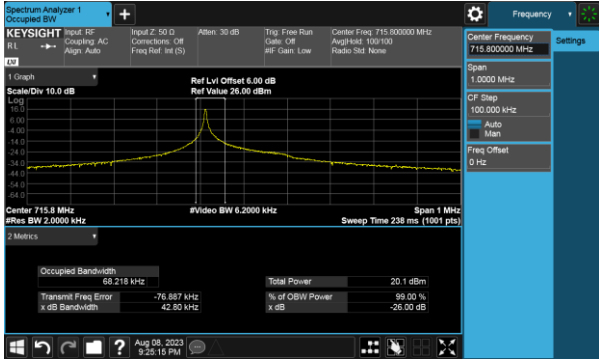 Spectrum Analyzer 1
Occupied BW
+
Frequency
KEYSIGHT
Input: RF
Input Z: 50 Ω
Atten: 30 dB
Trig: Free Run
Center Freq: 715.800000 MHz
RL
Coupling: AC
Corrections: Off
Gate: Off
Avg|Hold: 100/100
Align: Auto
Freq Ref: Int (S)
#IF Gain: Low
Radio Std: None
Center Frequency
715.800000 MHz
Settings
Span
1.0000 MHz
CF Step
100.000 kHz
Auto
Man
Freq Offset
0 Hz
1 Graph
Ref Lvl Offset 6.00 dB
Scale/Div 10.0 dB
Ref Value 26.00 dBm
Log
16.0
6.00
-4.00
-14.0
-24.0
-34.0
-44.0
-54.0
-64.0
Center 715.8 MHz
#Video BW 6.2000 kHz
Span 1 MHz
#Res BW 2.0000 kHz
Sweep Time 238 ms (1001 pts)
2 Metrics
Occupied Bandwidth
68.218 kHz
Total Power
20.1 dBm
Transmit Freq Error
-76.887 kHz
% of OBW Power
99.00 %
x dB Bandwidth
42.80 kHz
x dB
-26.00 dB
?
Aug 08, 2023
9:25:15 PM